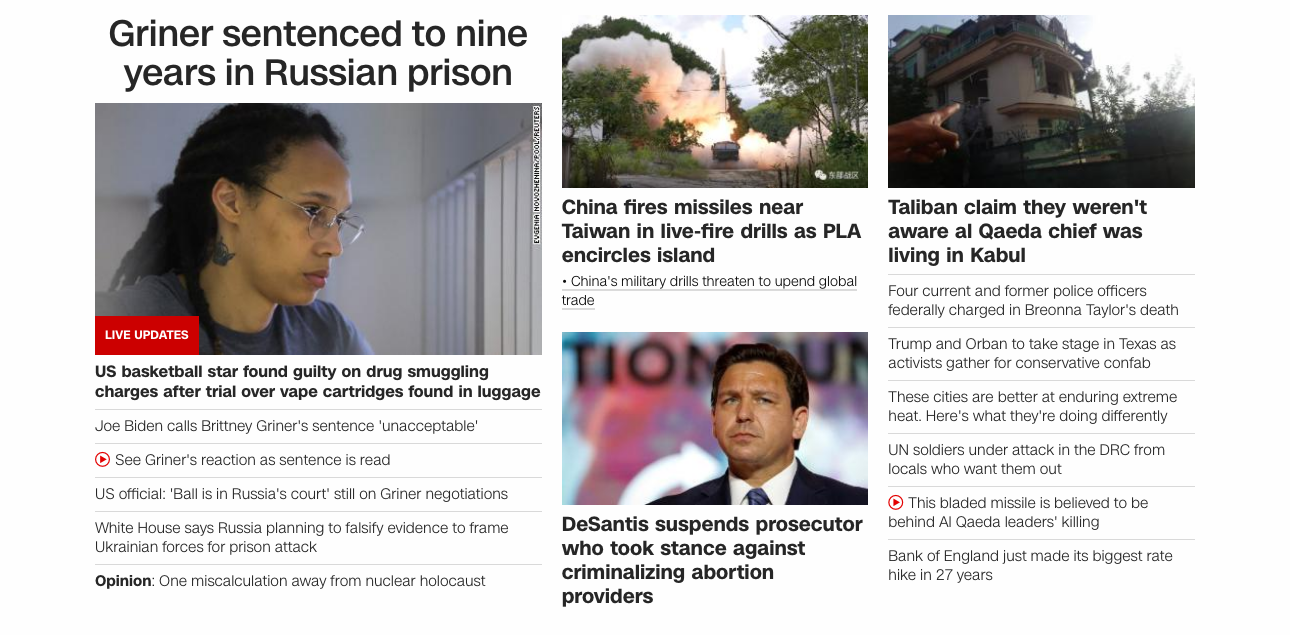 Griner sentenced to nine
years in Russian prison
EVGENIA NOVOZHENINA/POOL/REUTERS
LIVE UPDATES
US basketball star found guilty on drug smuggling
charges after trial over vape cartridges found in luggage
Joe Biden calls Brittney Griner's sentence 'unacceptable'
See Griner's reaction as sentence is read
US official: 'Ball is in Russia's court' still on Griner negotiations
White House says Russia planning to falsify evidence to frame
Ukrainian forces for prison attack
Opinion: One miscalculation away from nuclear holocaust
东部战区
China fires missiles near
Taiwan in live-fire drills as PLA
encircles island
• China's military drills threaten to upend global
trade
TION SUN
DeSantis suspends prosecutor
who took stance against
criminalizing abortion
providers
Taliban claim they weren't
aware al Qaeda chief was
living in Kabul
Four current and former police officers
federally charged in Breonna Taylor's death
Trump and Orban to take stage in Texas as
activists gather for conservative confab
These cities are better at enduring extreme
heat. Here's what they're doing differently
UN soldiers under attack in the DRC from
locals who want them out
This bladed missile is believed to be
behind Al Qaeda leaders' killing
Bank of England just made its biggest rate
hike in 27 years